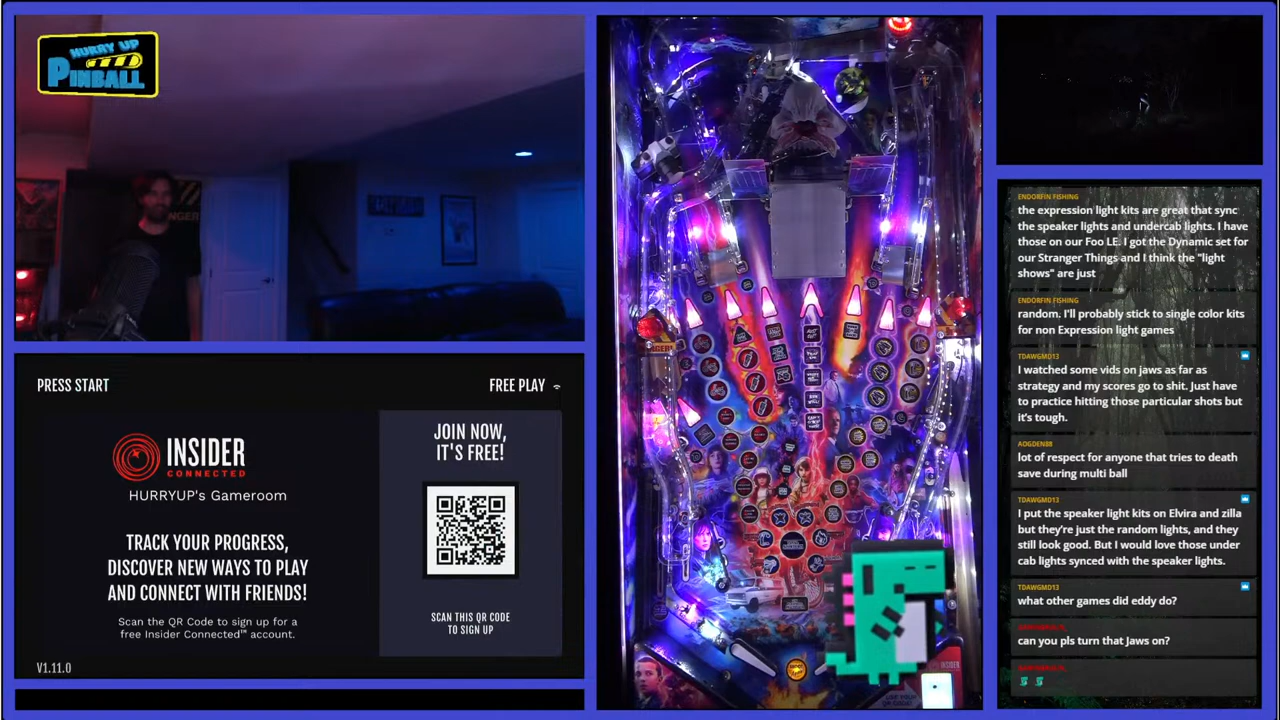 HURRY UP
PINBALL
PRESS START
FREE PLAY
INSIDER
CONNECTED
HURRYUP's Gameroom
TRACK YOUR PROGRESS,
DISCOVER NEW WAYS TO PLAY
AND CONNECT WITH FRIENDS!
Scan the QR Code to sign up for a
free Insider Connected™ account.
V1.11.0
JOIN NOW,
IT'S FREE!
SCAN THIS QR CODE
TO SIGN UP
INSIDER
ENDORFIN FISHING
the expression light kits are great that sync
the speaker lights and undercab lights. I have
those on our Foo LE. I got the Dynamic set for
our Stranger Things and I think the "light
shows" are just
ENDORFIN FISHING
random. I'll probably stick to single color kits
for non Expression light games
TDAWGMD13
I watched some vids on jaws as far as
strategy and my scores go to shit. Just have
to practice hitting those particular shots but
it's tough.
AOGDEN88
lot of respect for anyone that tries to death
save during multi ball
TDAWGMD13
I put the speaker light kits on Elvira and zilla
but they're just the random lights, and they
still look good. But I would love those under
cab lights synced with the speaker lights.
TDAWGMD13
what other games did eddy do?
can you pls turn that Jaws on?